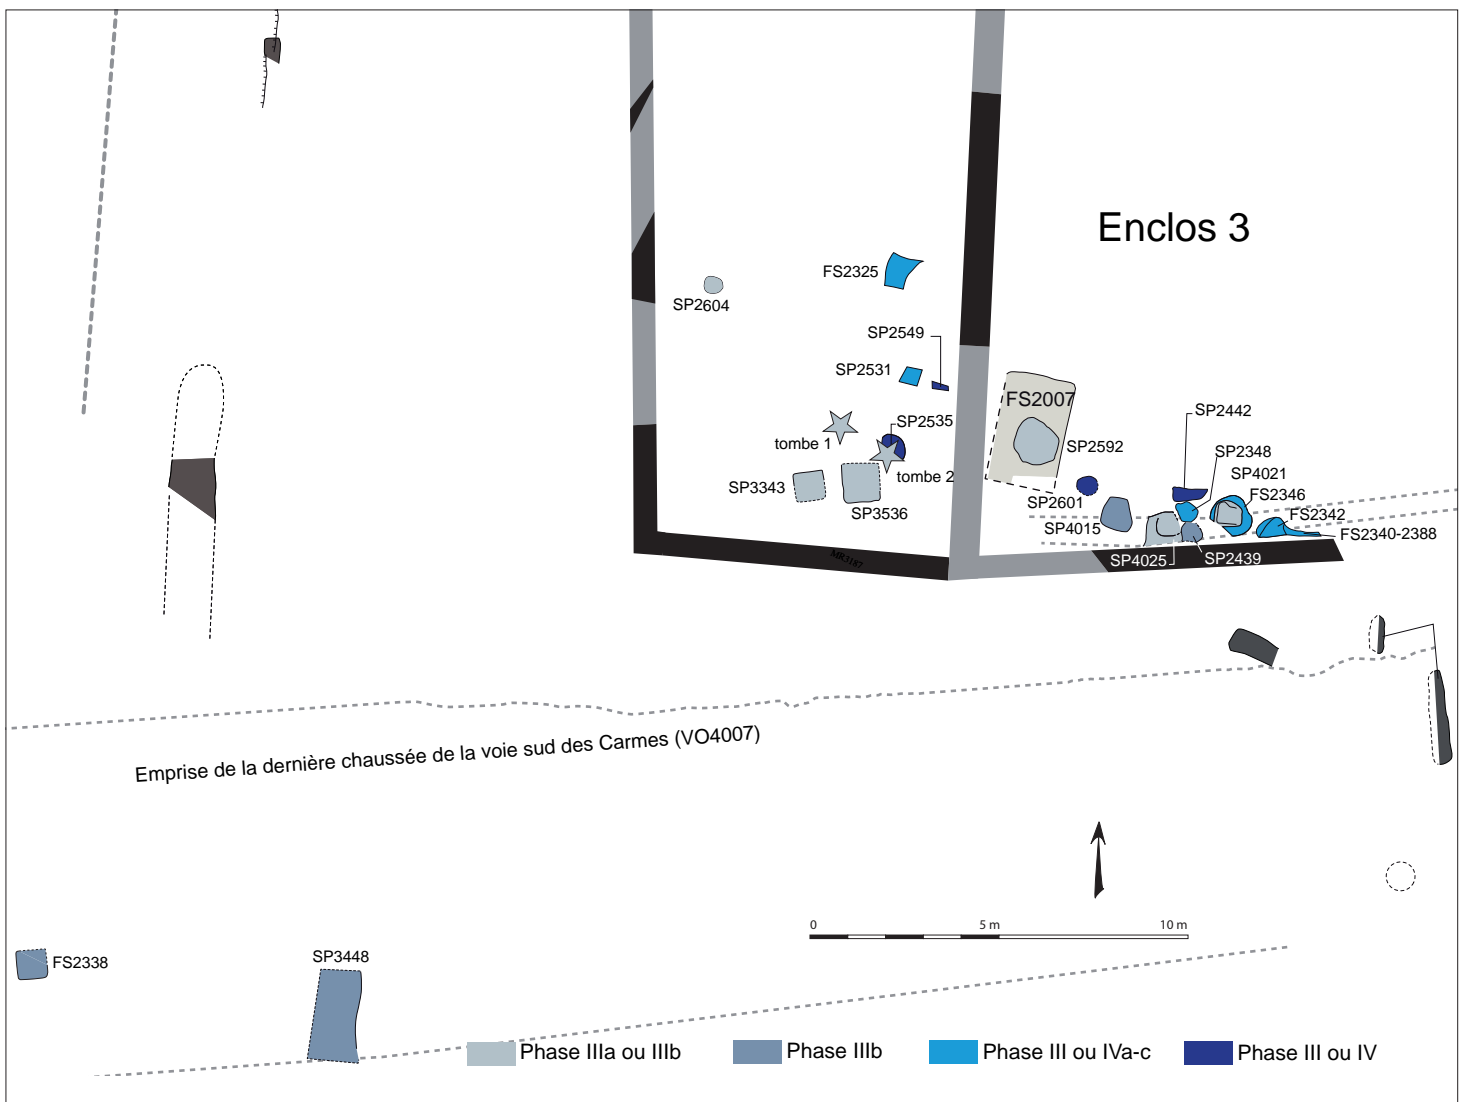 Enclos 3
FS2325
SP2604
SP2549
SP2531
FS2007
SP2442
SP2535
tombe 1
SP2592
SP2348
SP4021
tombe 2
SP3343
FS2346
SP2601
SP3536
FS2342
SP4015
FS2340-2388
MR3187
SP4025
SP2439
Emprise de la dernière chaussée de la voie sud des Carmes (VO4007)
0 5 m 10 m
SP3448
FS2338
Phase IIIa ou IIIb Phase IIIb Phase III ou IVa-c Phase III ou IV